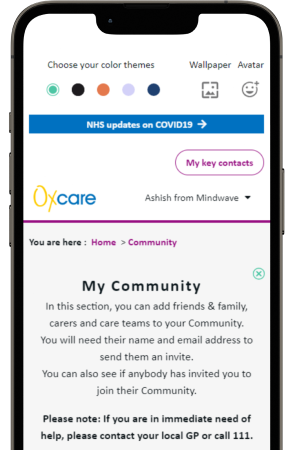 Choose your color themes Wallpaper Avatar
NHS updates on COVID19 →
My key contacts
Oxcare Ashish from Mindwave
You are here : Home > Community
My Community
In this section, you can add friends & family,
carers and care teams to your Community.
You will need their name and email address to
send them an invite.
You can also see if anybody has invited you to
join their Community.
Please note: If you are in immediate need of
help, please contact your local GP or call 111.